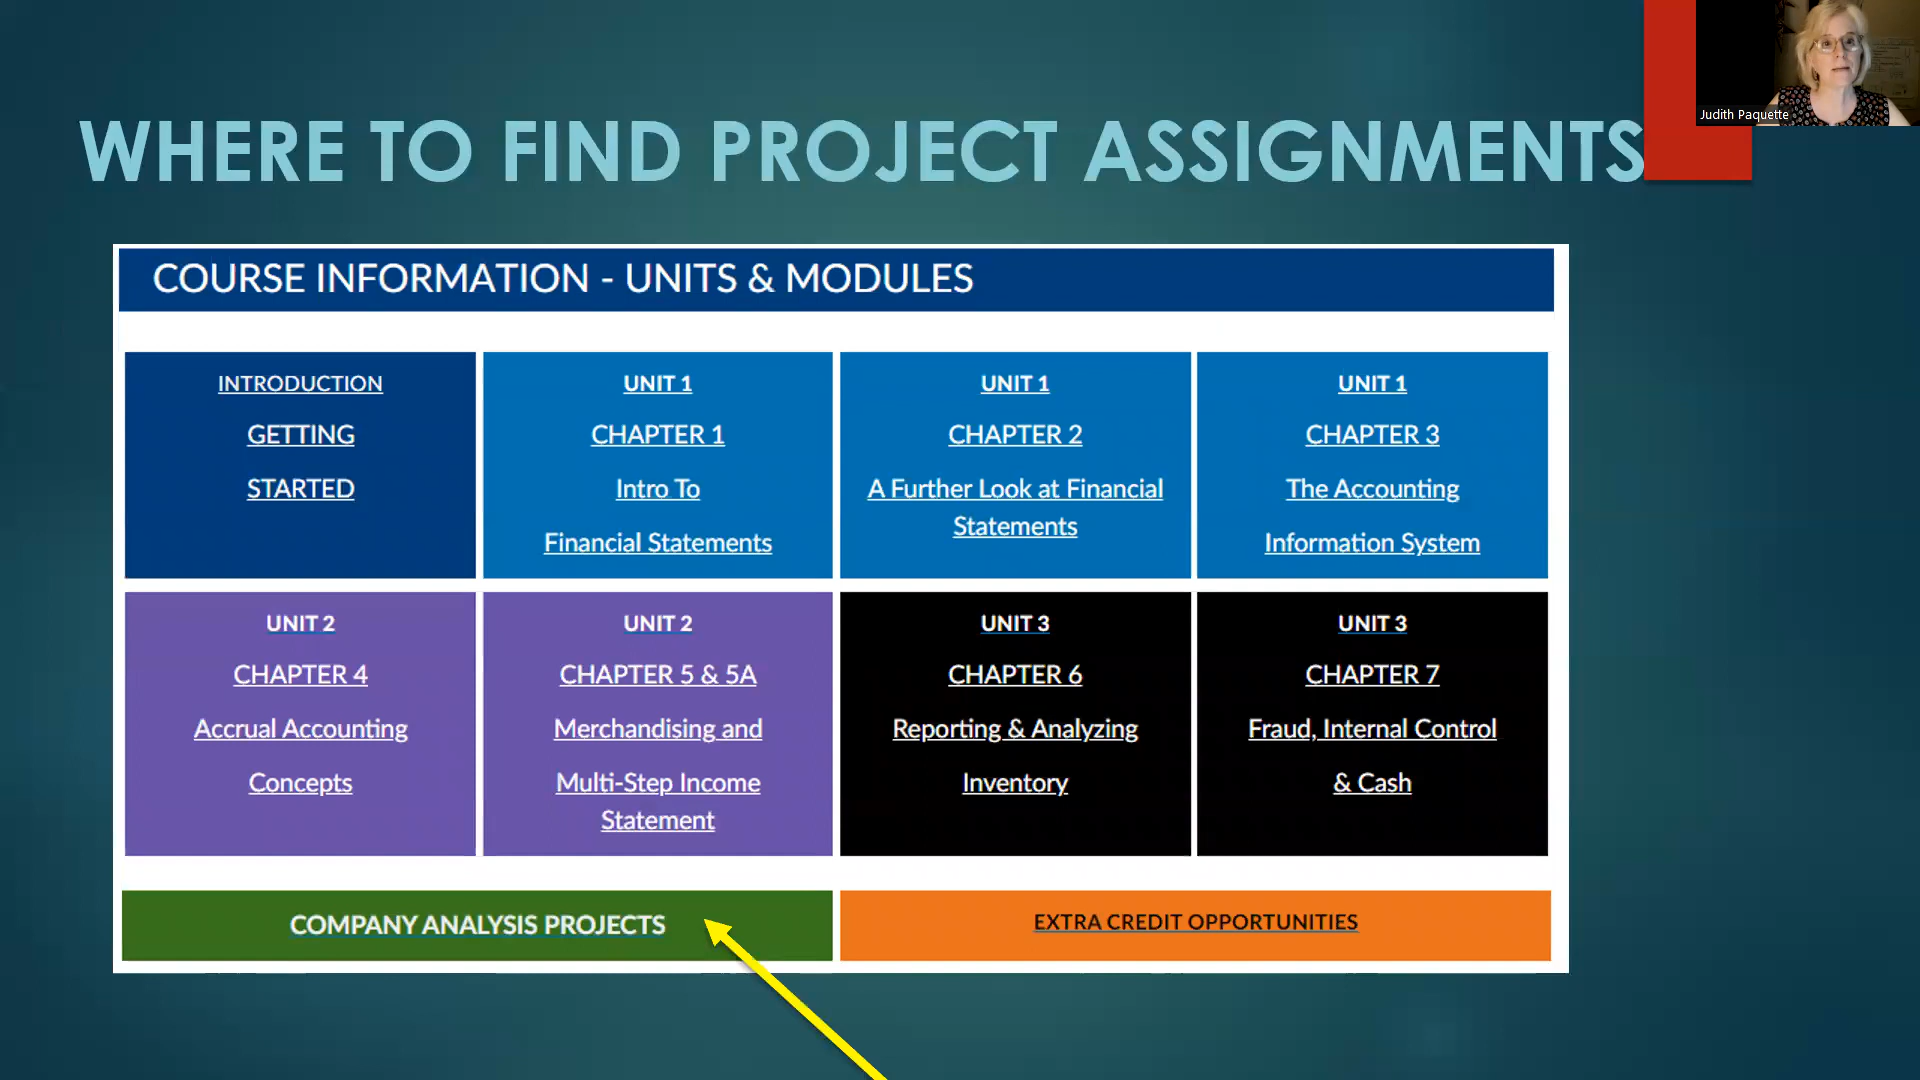 WHERE TO FIND PROJECT ASSIGNMENTS
Judith Paquette
COURSE INFORMATION - UNITS & MODULES
INTRODUCTION
GETTING
STARTED
UNIT 1
CHAPTER 1
Intro To
Financial Statements
UNIT 1
CHAPTER 2
A Further Look at Financial
Statements
UNIT 1
CHAPTER 3
The Accounting
Information System
UNIT 2
CHAPTER 4
Accrual Accounting
Concepts
UNIT 2
CHAPTER 5 & 5A
Merchandising and
Multi-Step Income
Statement
UNIT 3
CHAPTER 6
Reporting & Analyzing
Inventory
UNIT 3
CHAPTER 7
Fraud, Internal Control
& Cash
COMPANY ANALYSIS PROJECTS
EXTRA CREDIT OPPORTUNITIES